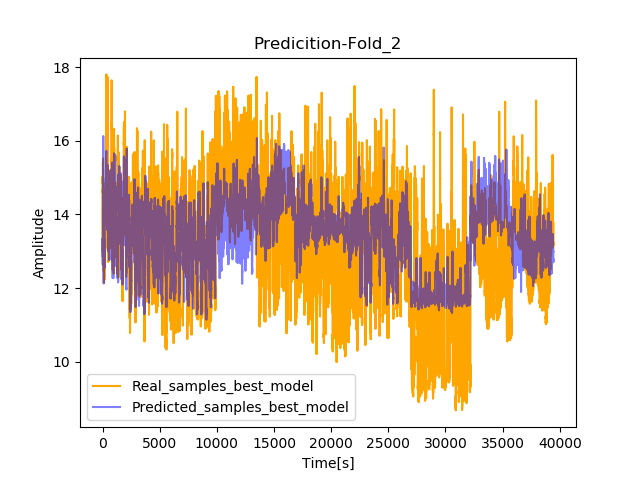 Predicition-Fold_2
Amplitude
18
16
14
12
10
Real_samples_best_model
Predicted_samples_best_model
0 5000 10000 15000 20000 25000 30000 35000 40000
Time[s]